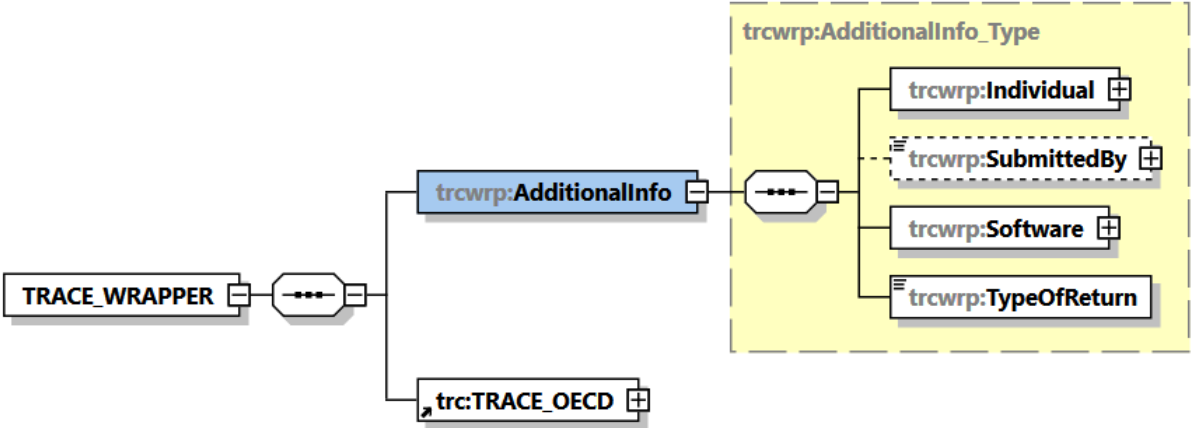 trcwrp:AdditionalInfo_Type
trcwrp:Individual
trcwrp:SubmittedBy
trcwrp:AdditionalInfo
trcwrp:Software
TRACE_WRAPPER
trcwrp:TypeOfReturn
trc:TRACE_OECD